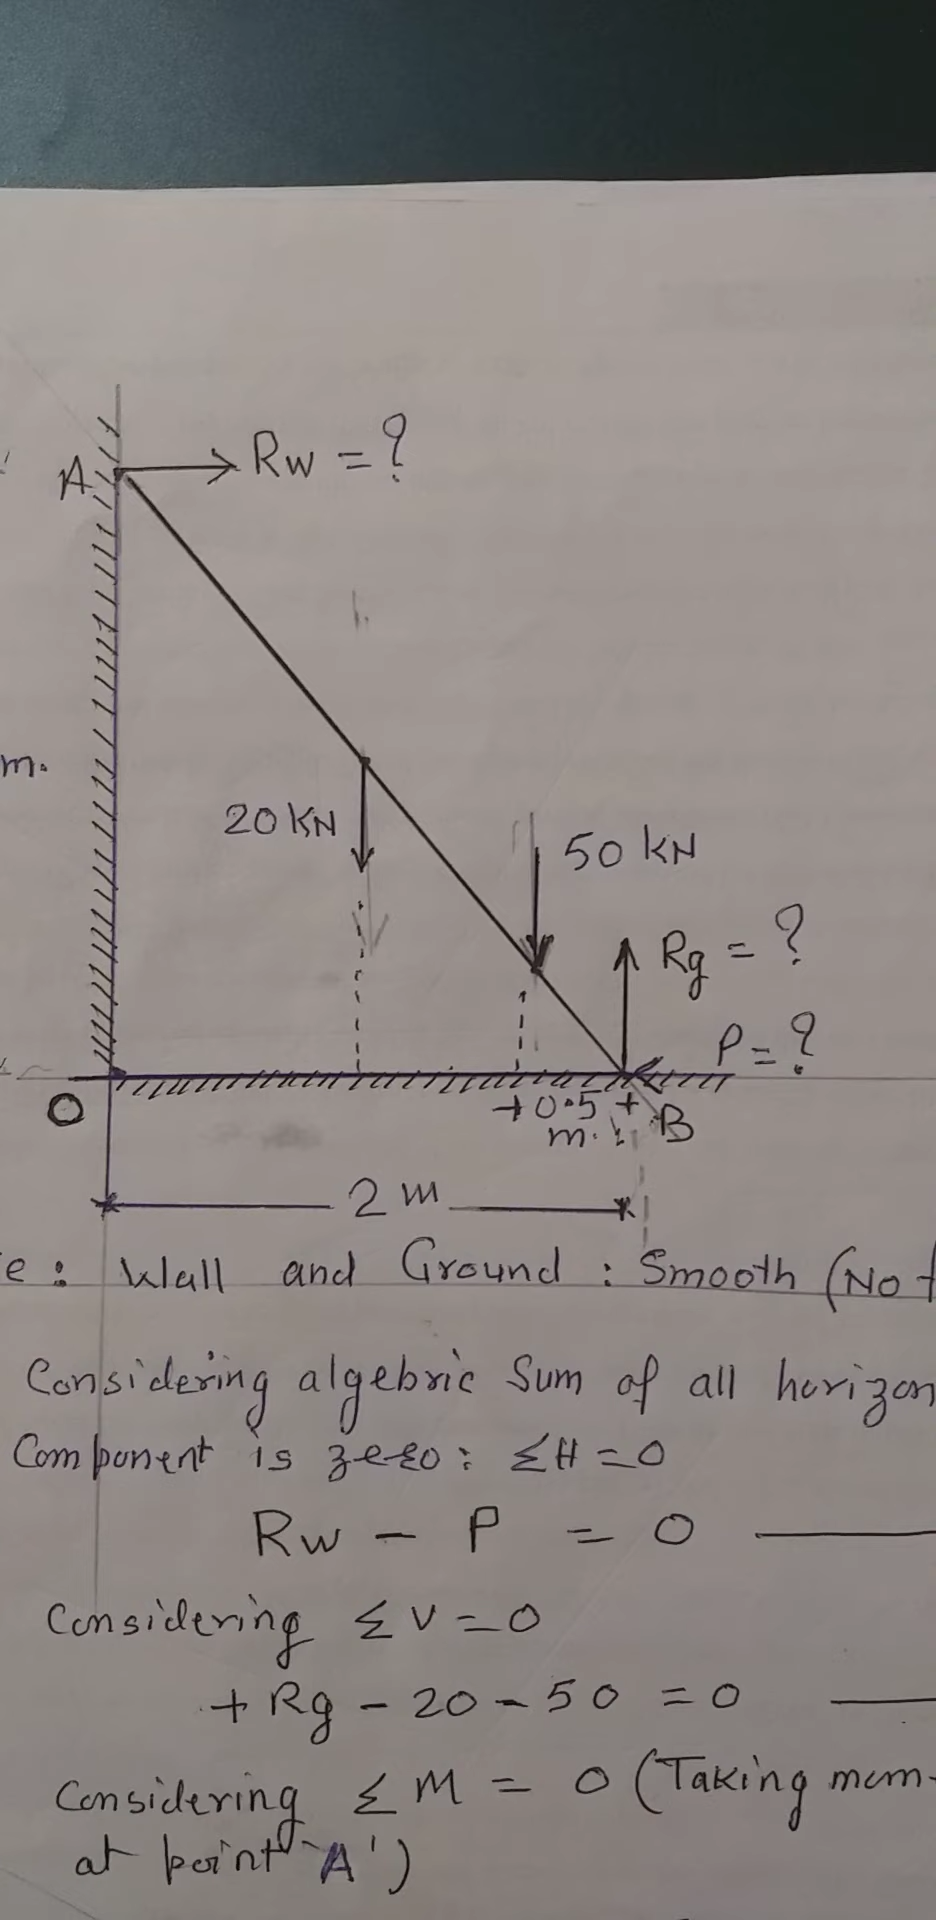 A
Rw = ?
m.
20 KN
50 KN
Rg = ?
P = ?
O
0.5
m.
B
2 m
e : Wall and Ground : Smooth (No
Considering algebric Sum of all horizon
Component is zero : ΣH = 0
Rw - P = 0
Considering ΣV = 0
+ Rg - 20 - 50 = 0
Considering ΣM = 0 (Taking mom-
at point 'A')